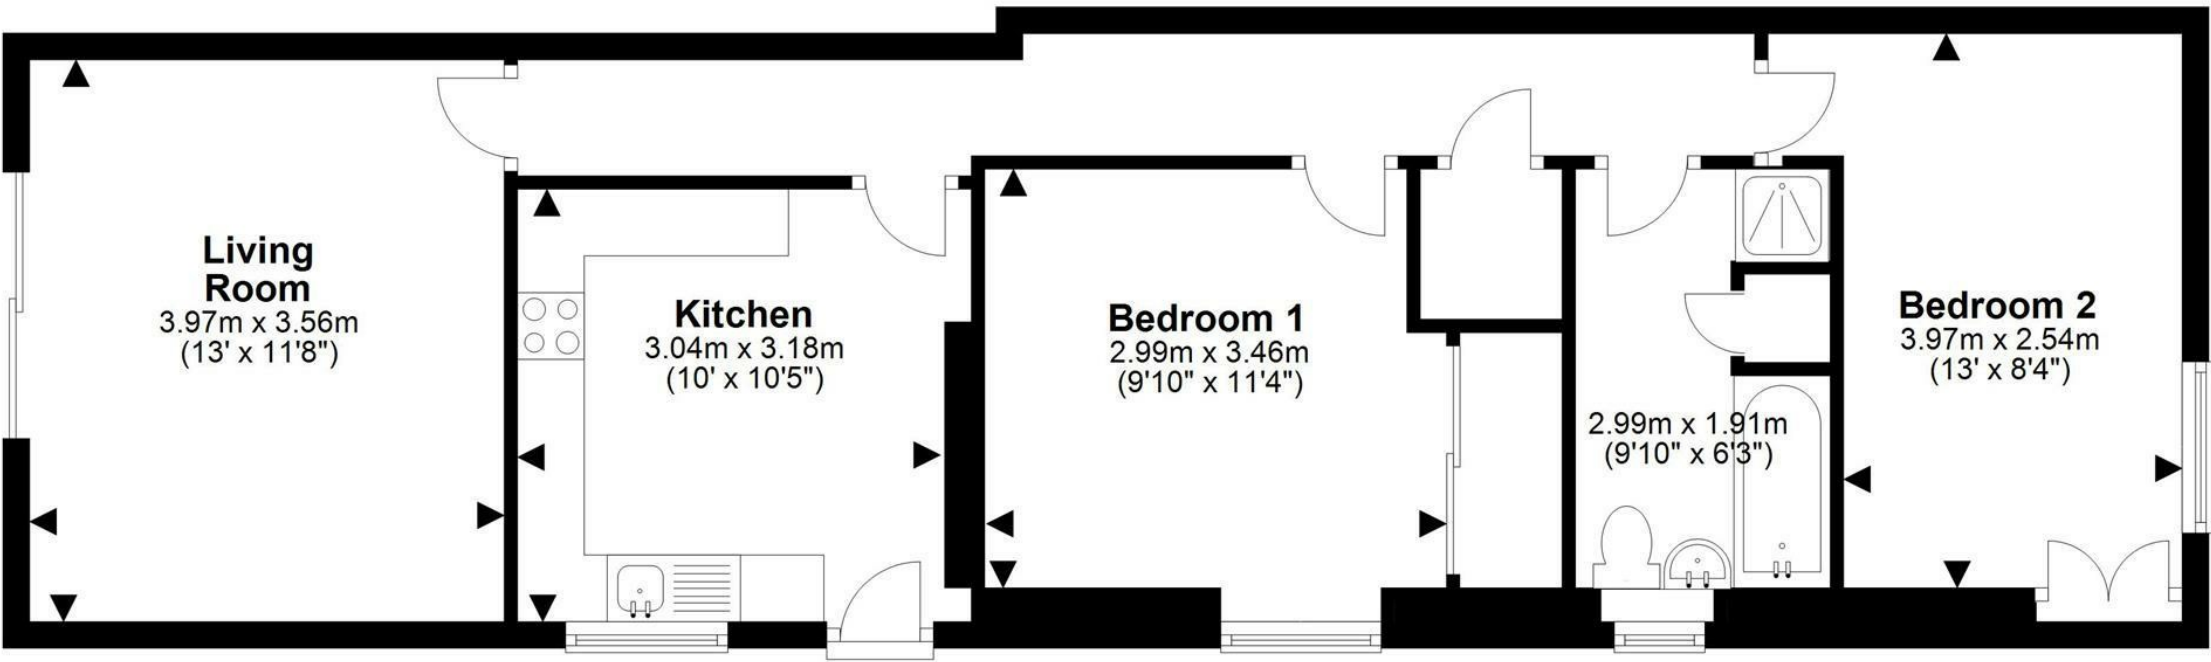 Living
Room
3.97m x 3.56m
(13' x 11'8")
Kitchen
3.04m x 3.18m
(10' x 10'5")
Bedroom 1
2.99m x 3.46m
(9'10" x 11'4")
2.99m x 1.91m
(9'10" x 6'3")
Bedroom 2
3.97m x 2.54m
(13' x 8'4")